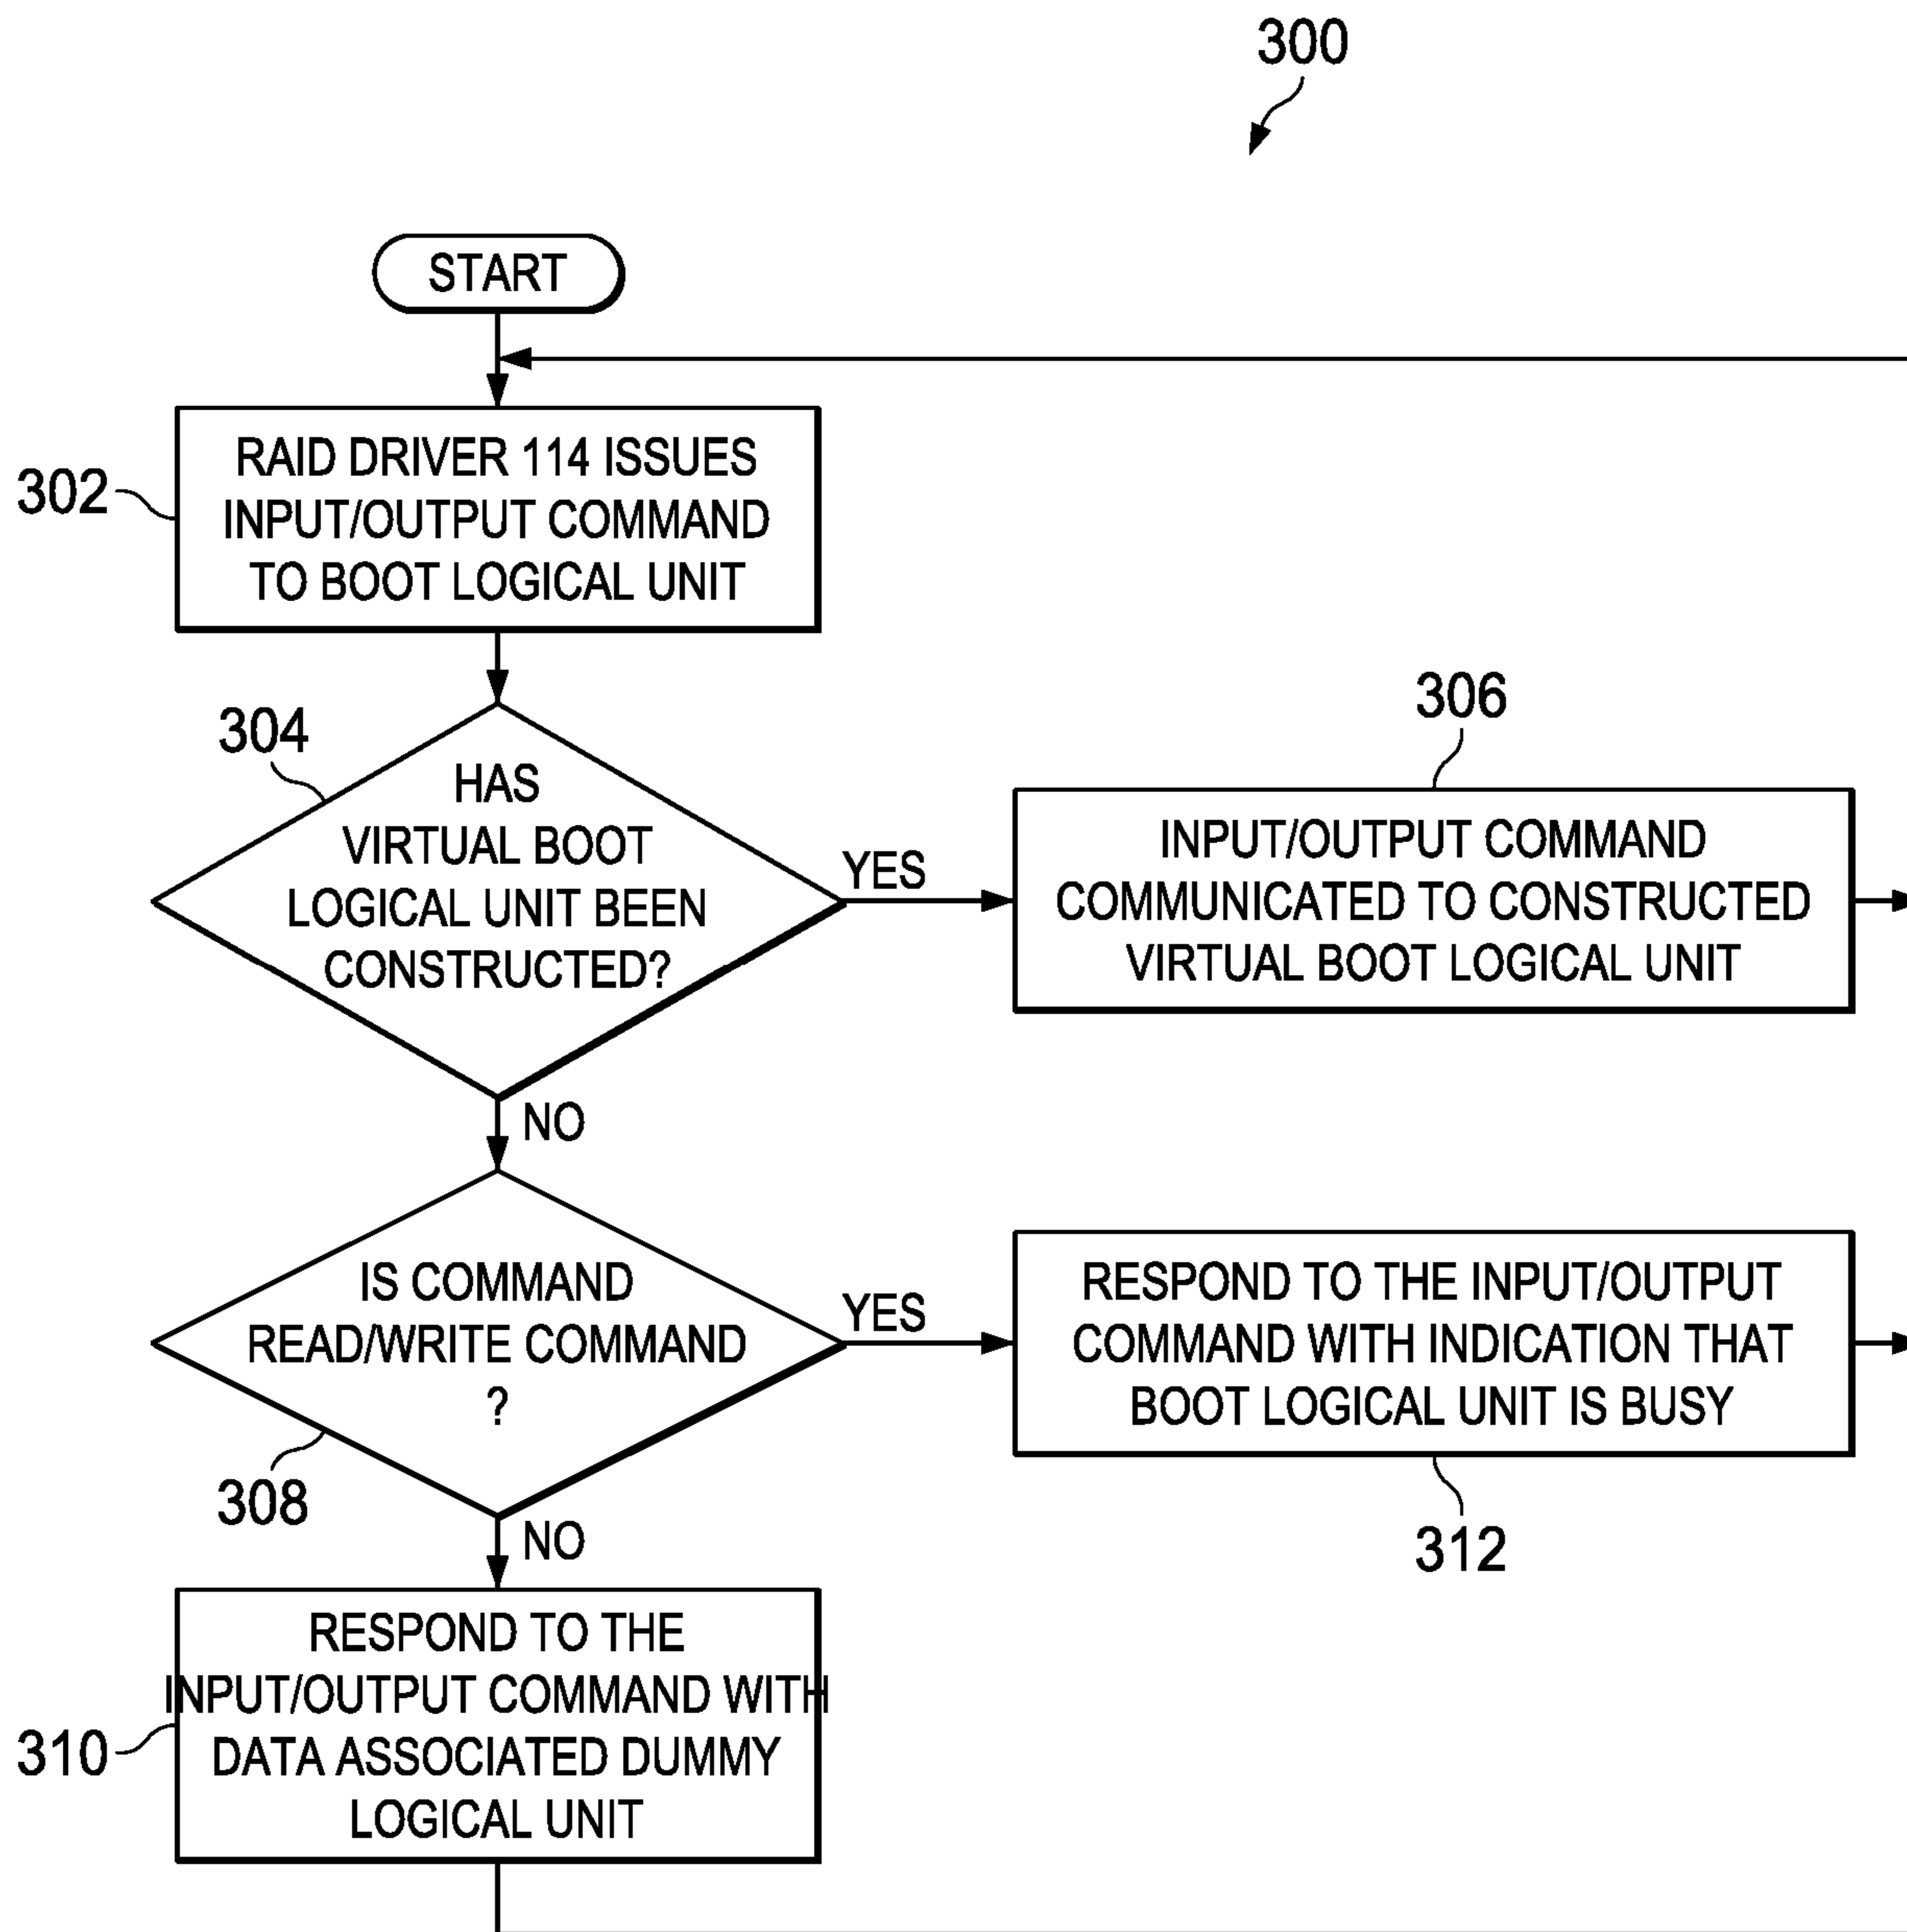 300
START
302
RAID DRIVER 114 ISSUES
INPUT/OUTPUT COMMAND
TO BOOT LOGICAL UNIT
304
HAS
VIRTUAL BOOT
LOGICAL UNIT BEEN
CONSTRUCTED?
YES
306
INPUT/OUTPUT COMMAND
COMMUNICATED TO CONSTRUCTED
VIRTUAL BOOT LOGICAL UNIT
NO
IS COMMAND
READ/WRITE COMMAND
?
308
YES
RESPOND TO THE INPUT/OUTPUT
COMMAND WITH INDICATION THAT
BOOT LOGICAL UNIT IS BUSY
312
NO
310
RESPOND TO THE
INPUT/OUTPUT COMMAND WITH
DATA ASSOCIATED DUMMY
LOGICAL UNIT